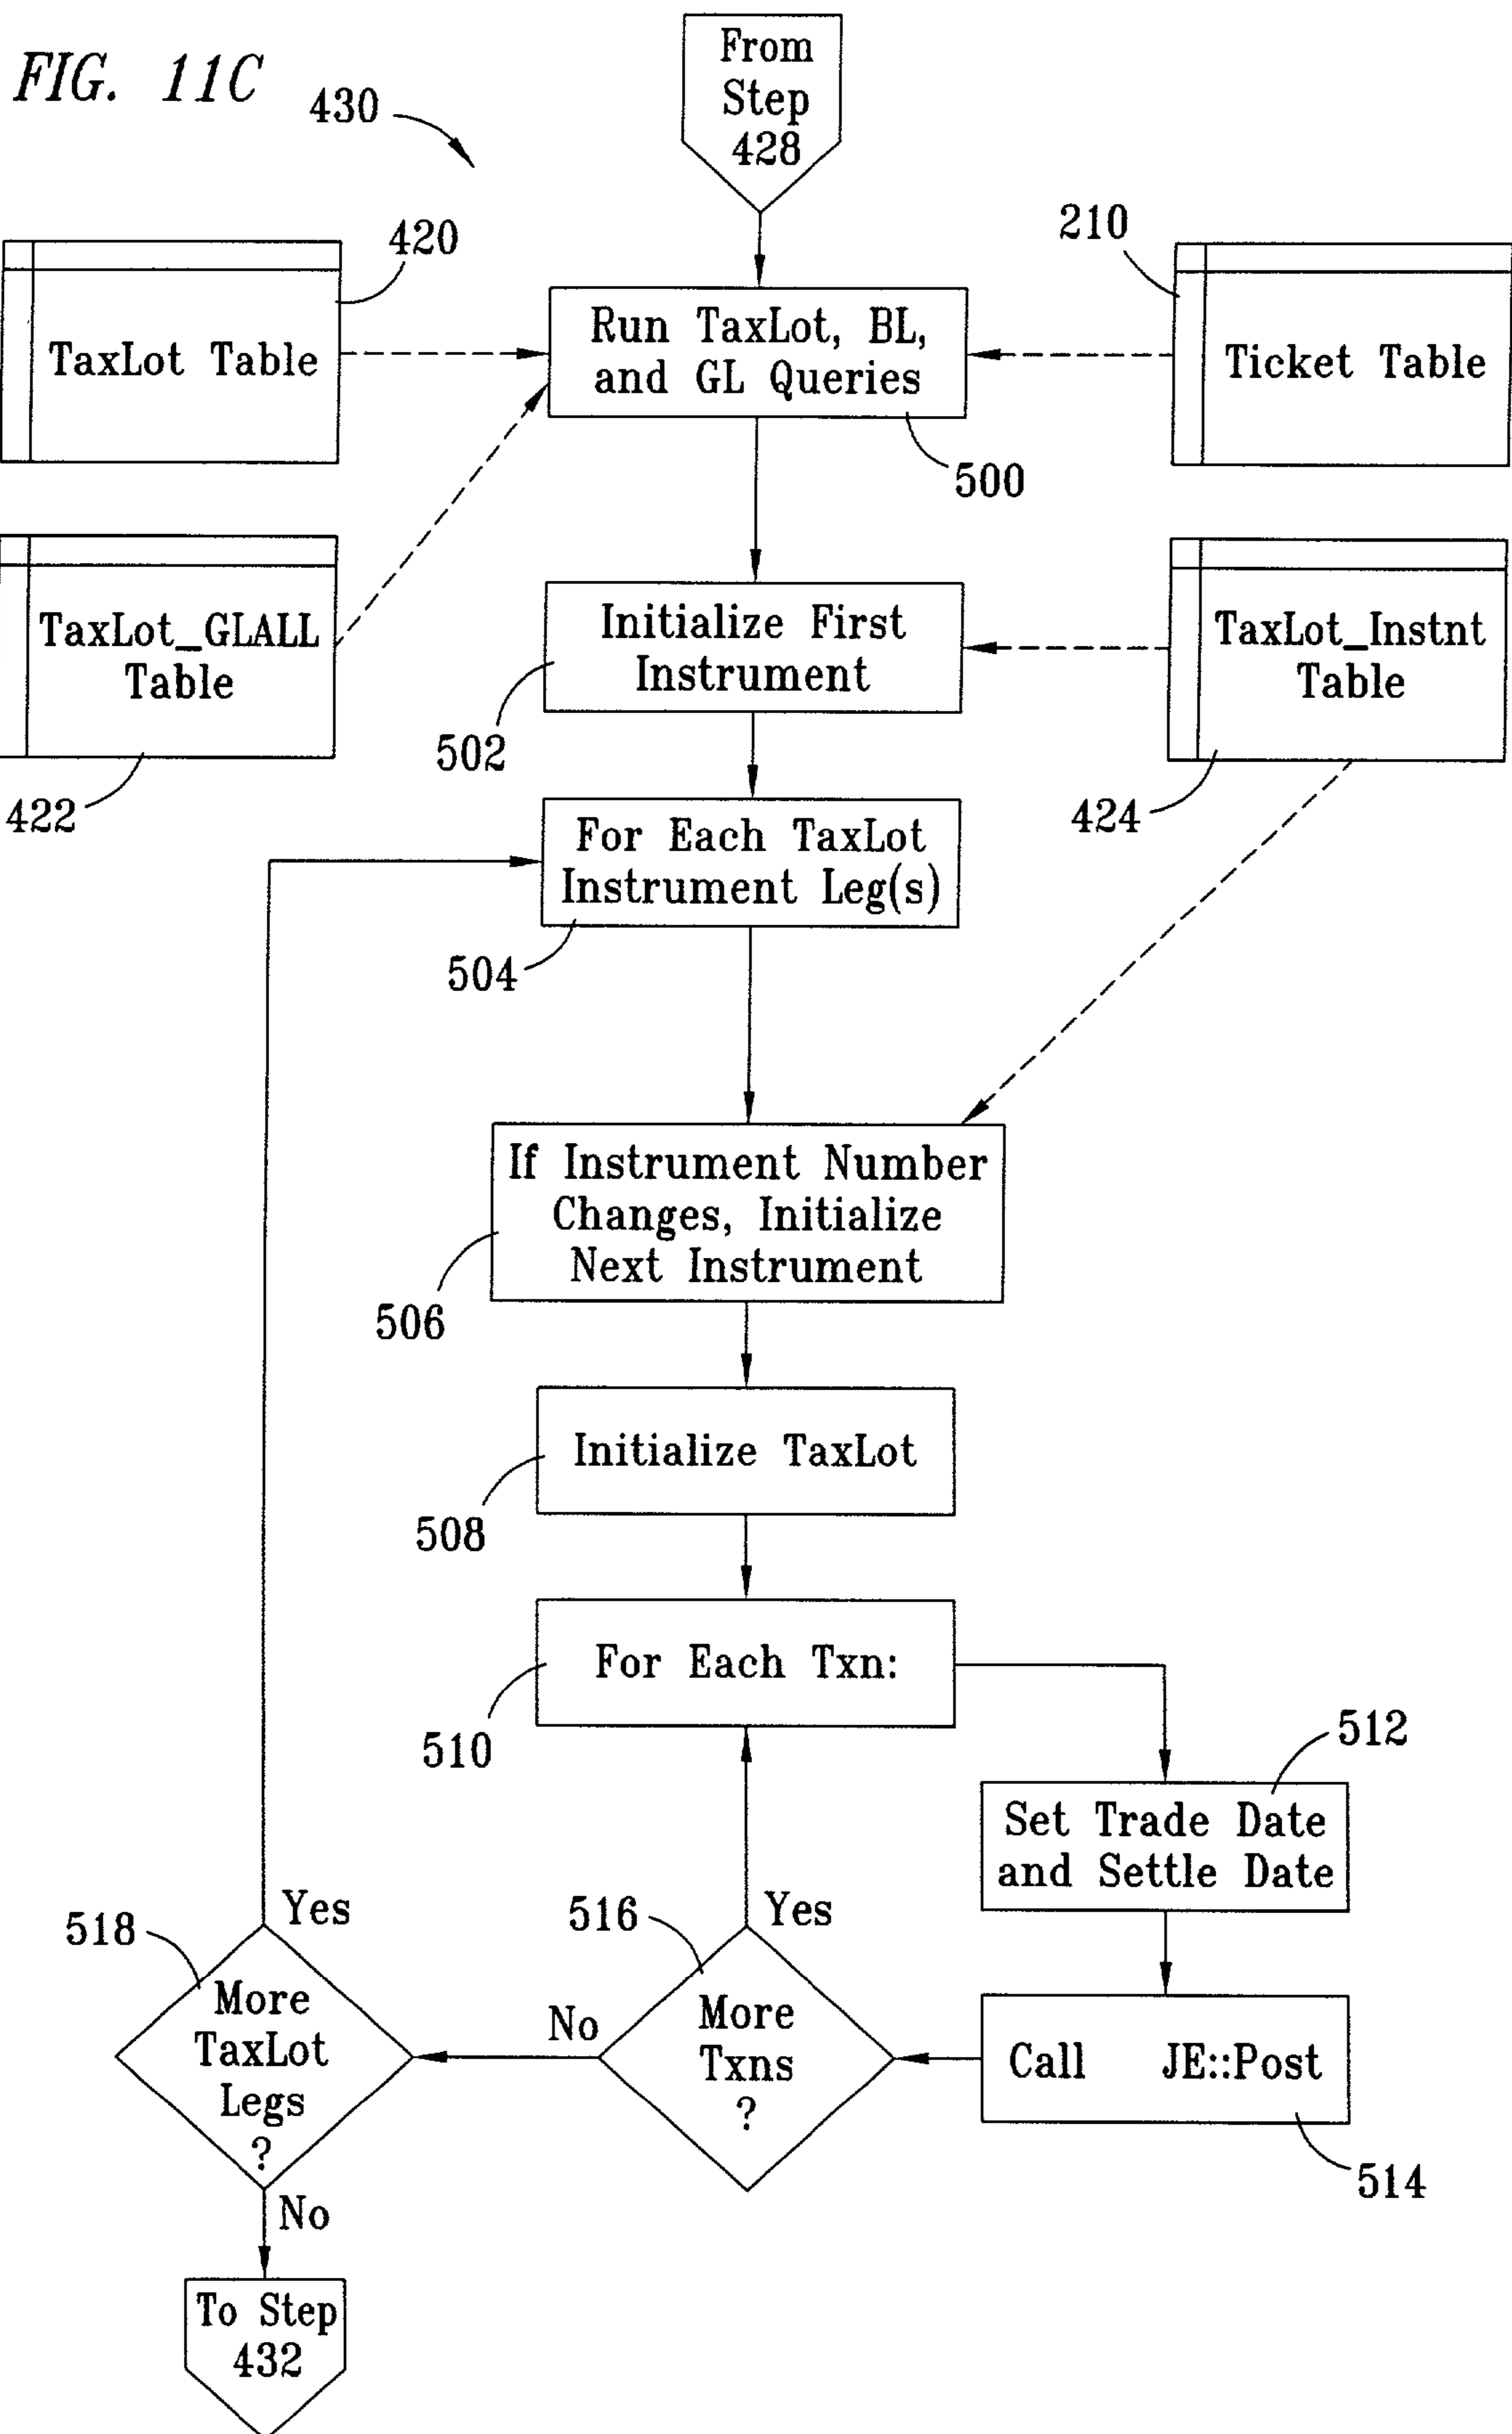 FIG. 11C
430
From
Step
428
420
210
TaxLot Table
Run TaxLot, BL,
and GL Queries
Ticket Table
500
TaxLot_GLALL
Table
Initialize First
Instrument
TaxLot_Instnt
Table
502
422
424
For Each TaxLot
Instrument Leg(s)
504
If Instrument Number
Changes, Initialize
Next Instrument
506
Initialize TaxLot
508
For Each Txn:
510
512
Set Trade Date
and Settle Date
518
Yes
516
Yes
More
TaxLot
Legs
?
No
More
Txns
?
Call JE::Post
514
No
To Step
432